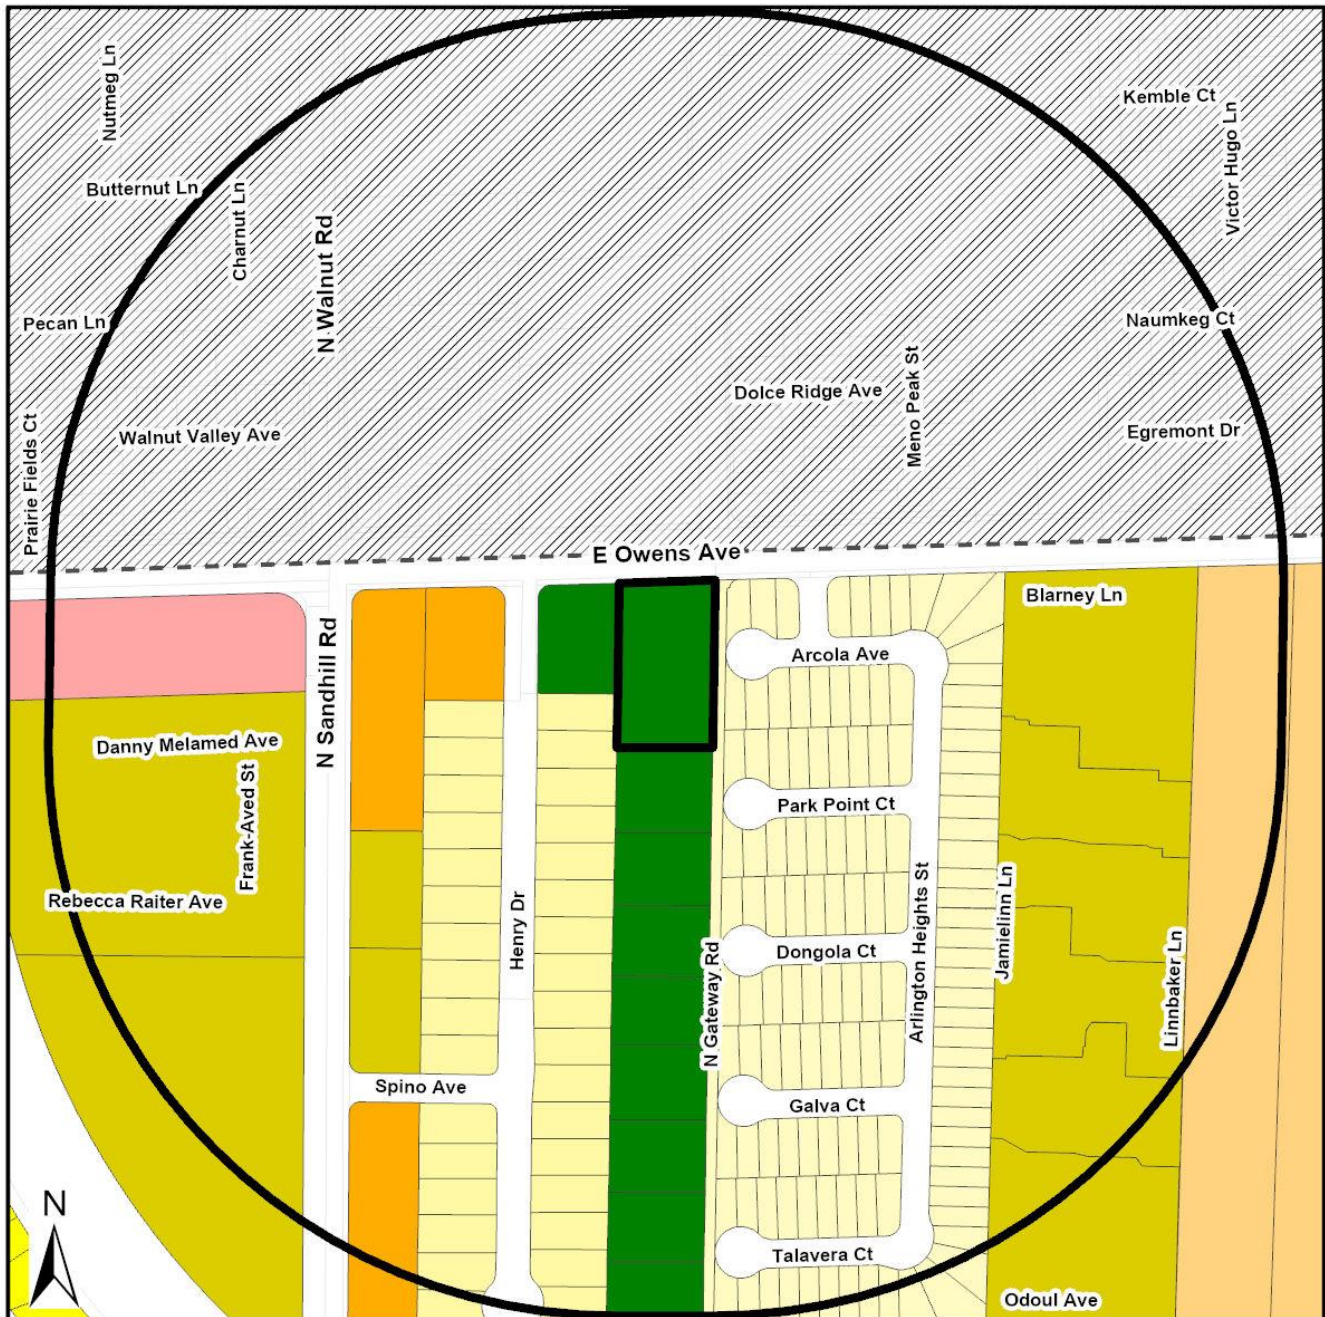 Nutmeg Ln
Kemble Ct
Victor Hugo Ln
Butternut Ln
Charnut Ln
N Walnut Rd
Pecan Ln
Naumkeg Ct
Dolce Ridge Ave
Meno Peak St
Walnut Valley Ave
Egremont Dr
Prairie Fields Ct
E Owens Ave
Blarney Ln
N Sandhill Rd
Arcola Ave
Danny Melamed Ave
Frank-Aved St
Park Point Ct
Rebecca Raiter Ave
Henry Dr
Dongola Ct
Arlington Heights St
Jamielinn Ln
Linnbaker Ln
N Gateway Rd
Spino Ave
Galva Ct
N
Talavera Ct
Odoul Ave